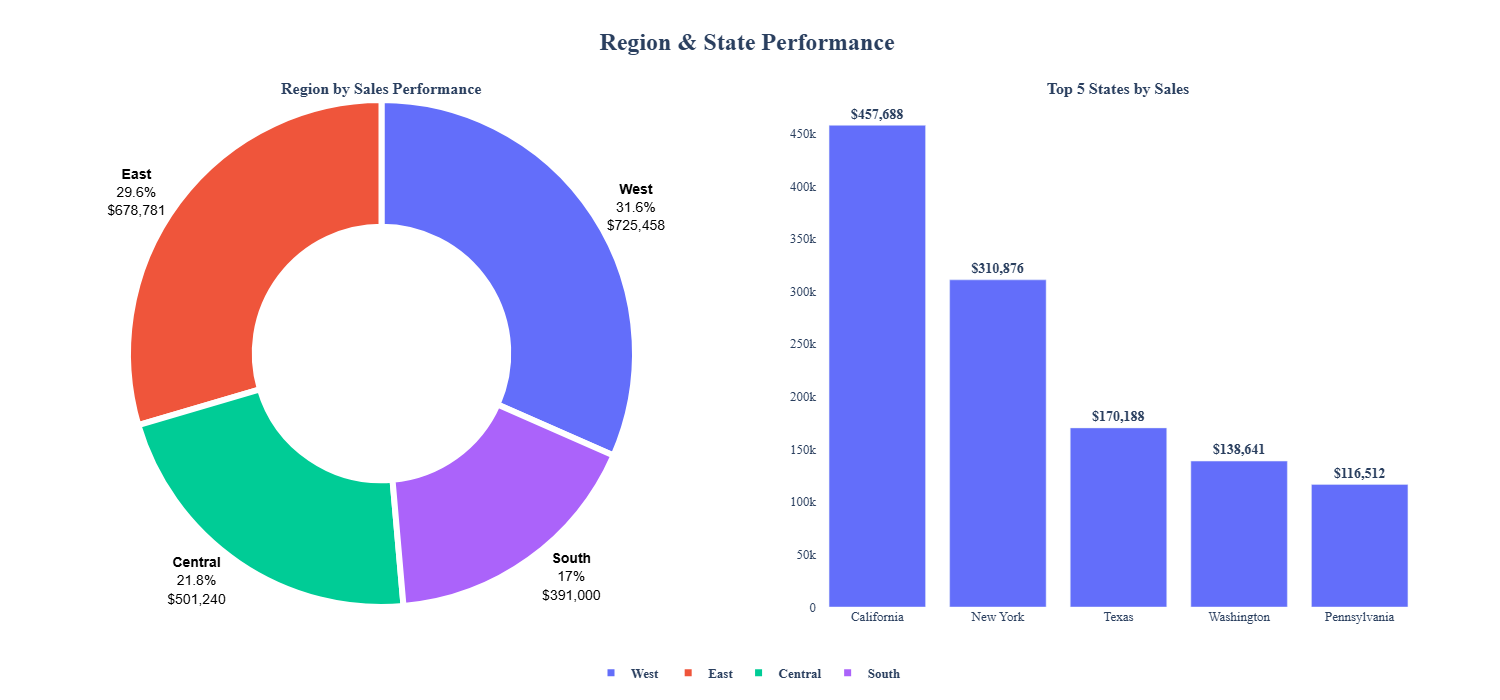 Region & State Performance
Region by Sales Performance
East
29.6%
$678,781
West
31.6%
$725,458
Central
21.8%
$501,240
South
17%
$391,000
Top 5 States by Sales
450k
400k
350k
300k
250k
200k
150k
100k
50k
0
$457,688
$310,876
$170,188
$138,641
$116,512
California
New York
Texas
Washington
Pennsylvania
West
East
Central
South